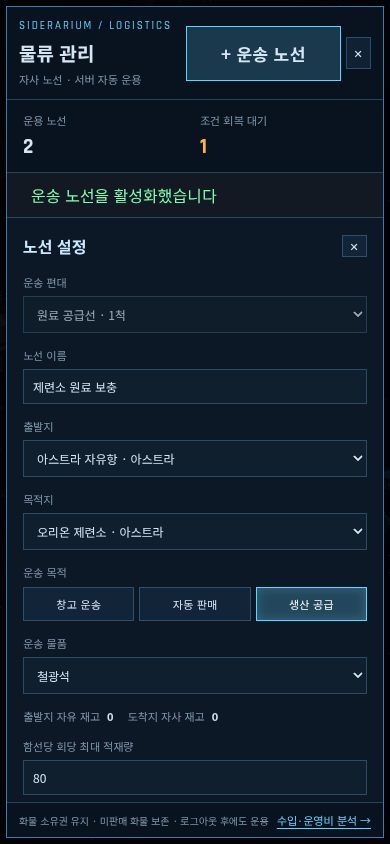 SIDERARIUM / LOGISTICS
물류 관리
자사 노선 · 서버 자동 운용
+ 운송 노선
×
운용 노선
조건 회복 대기
2
1
운송 노선을 활성화했습니다
노선 설정
×
운송 편대
원료 공급선 · 1척
노선 이름
제련소 원료 보충
출발지
아스트라 자유항 · 아스트라
목적지
오리온 제련소 · 아스트라
운송 목적
창고 운송
자동 판매
생산 공급
운송 물품
철광석
출발지 자유 재고 0 도착지 자사 재고 0
함선당 회당 최대 적재량
80
화물 소유권 유지 · 미판매 화물 보존 · 로그아웃 후에도 운용
수입·운영비 분석 →